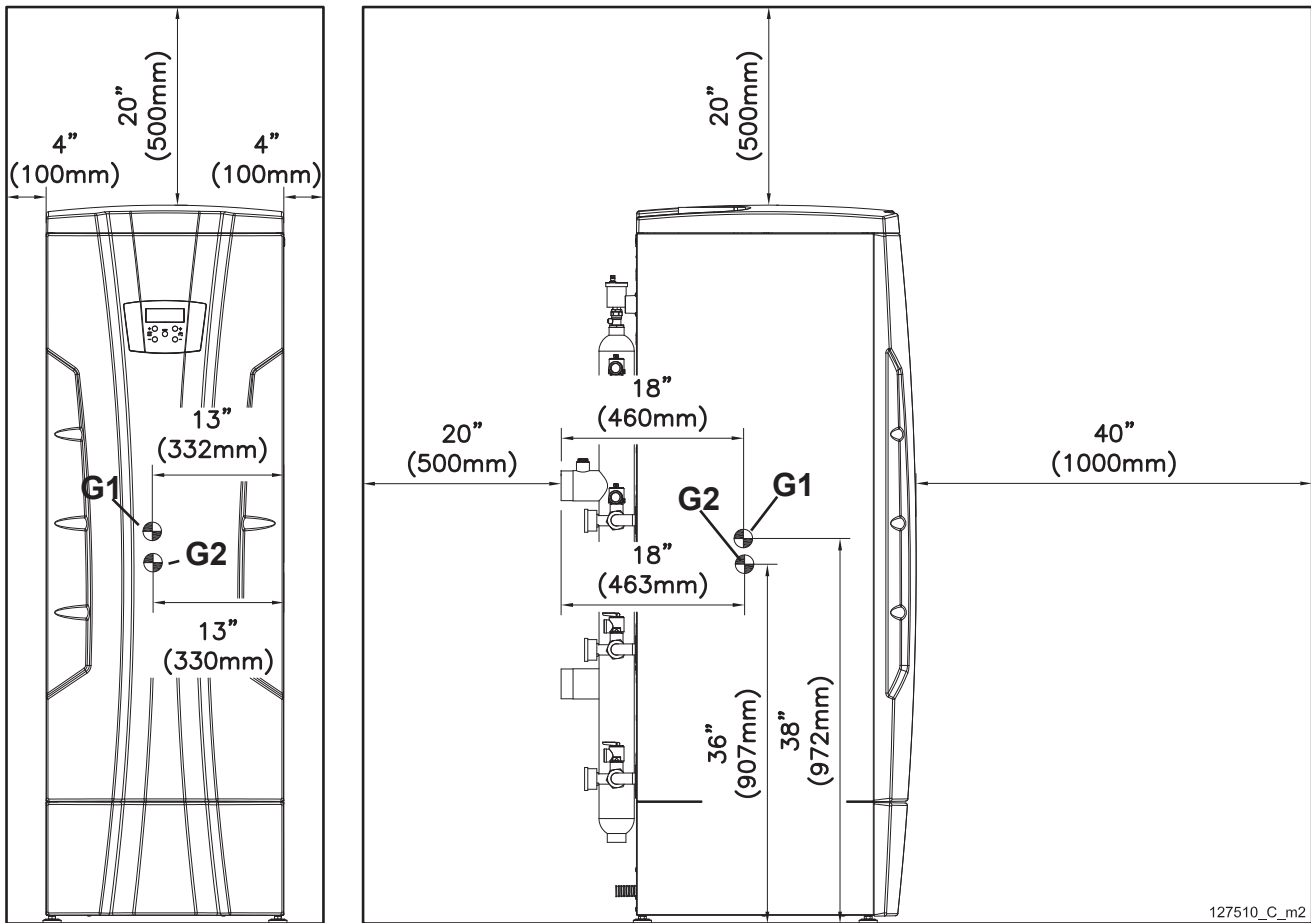 20”
(500mm)
4”
(100mm)
4”
(100mm)
13”
(332mm)
G1
G2
13”
(330mm)
20”
(500mm)
18”
(460mm)
20”
(500mm)
40”
(1000mm)
G2
G1
18”
(463mm)
36”
(907mm)
38”
(972mm)
127510_C_m2